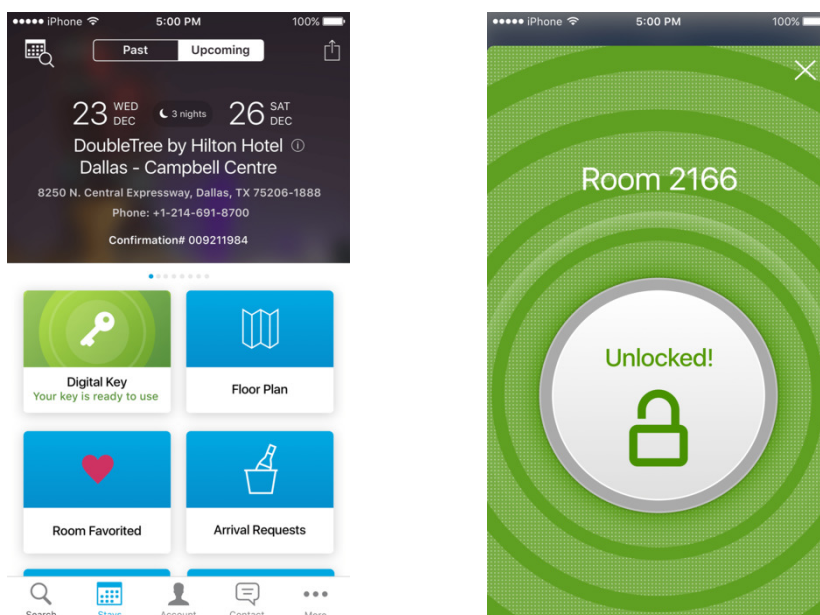 iPhone 5:00 PM 100%
Past Upcoming
23 WED DEC 3 nights 26 SAT DEC
DoubleTree by Hilton Hotel
Dallas - Campbell Centre
8250 N. Central Expressway, Dallas, TX 75206-1888
Phone: +1-214-691-8700
Confirmation# 009211984
Digital Key
Your key is ready to use
Floor Plan
Room Favorited
Arrival Requests
Search Stays Account Contact More
iPhone 5:00 PM 100%
Room 2166
Unlocked!